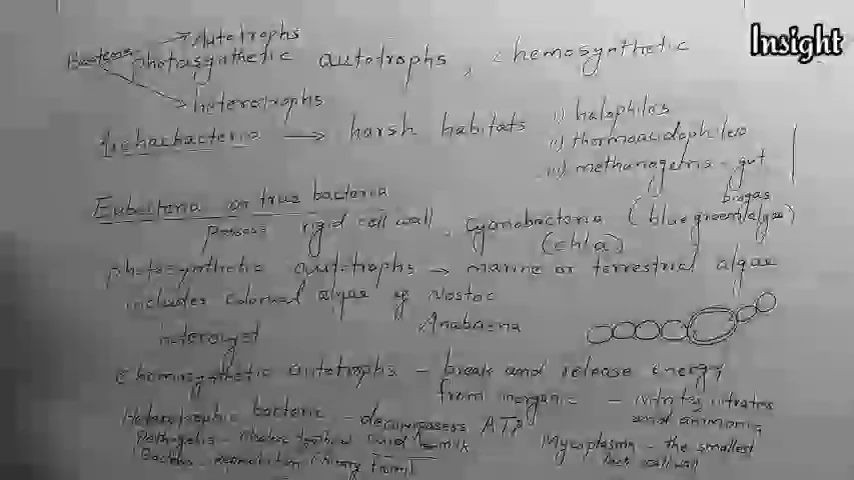 Insight
Bacteria → Autotrophs
photosynthetic autotrophs, chemosynthetic
→ heterotrophs
Archaebacteria → harsh habitats i) halophiles
ii) thermoacidophiles
iii) methanogens - gut
biogas
Eubacteria or true bacteria
possess rigid cell wall, Cyanobacteria (blue green algae)
(chl a)
photosynthetic autotrophs → marine or terrestrial algae
includes colonial algae eg Nostoc
heterocyst Anabaena
Chemosynthetic autotrophs - break and release energy
from inorganic - nitrates nitrates
and ammonia
Heterotrophic bacteria - decomposers ATP
Mycoplasma - the smallest
lack cell wall
milk